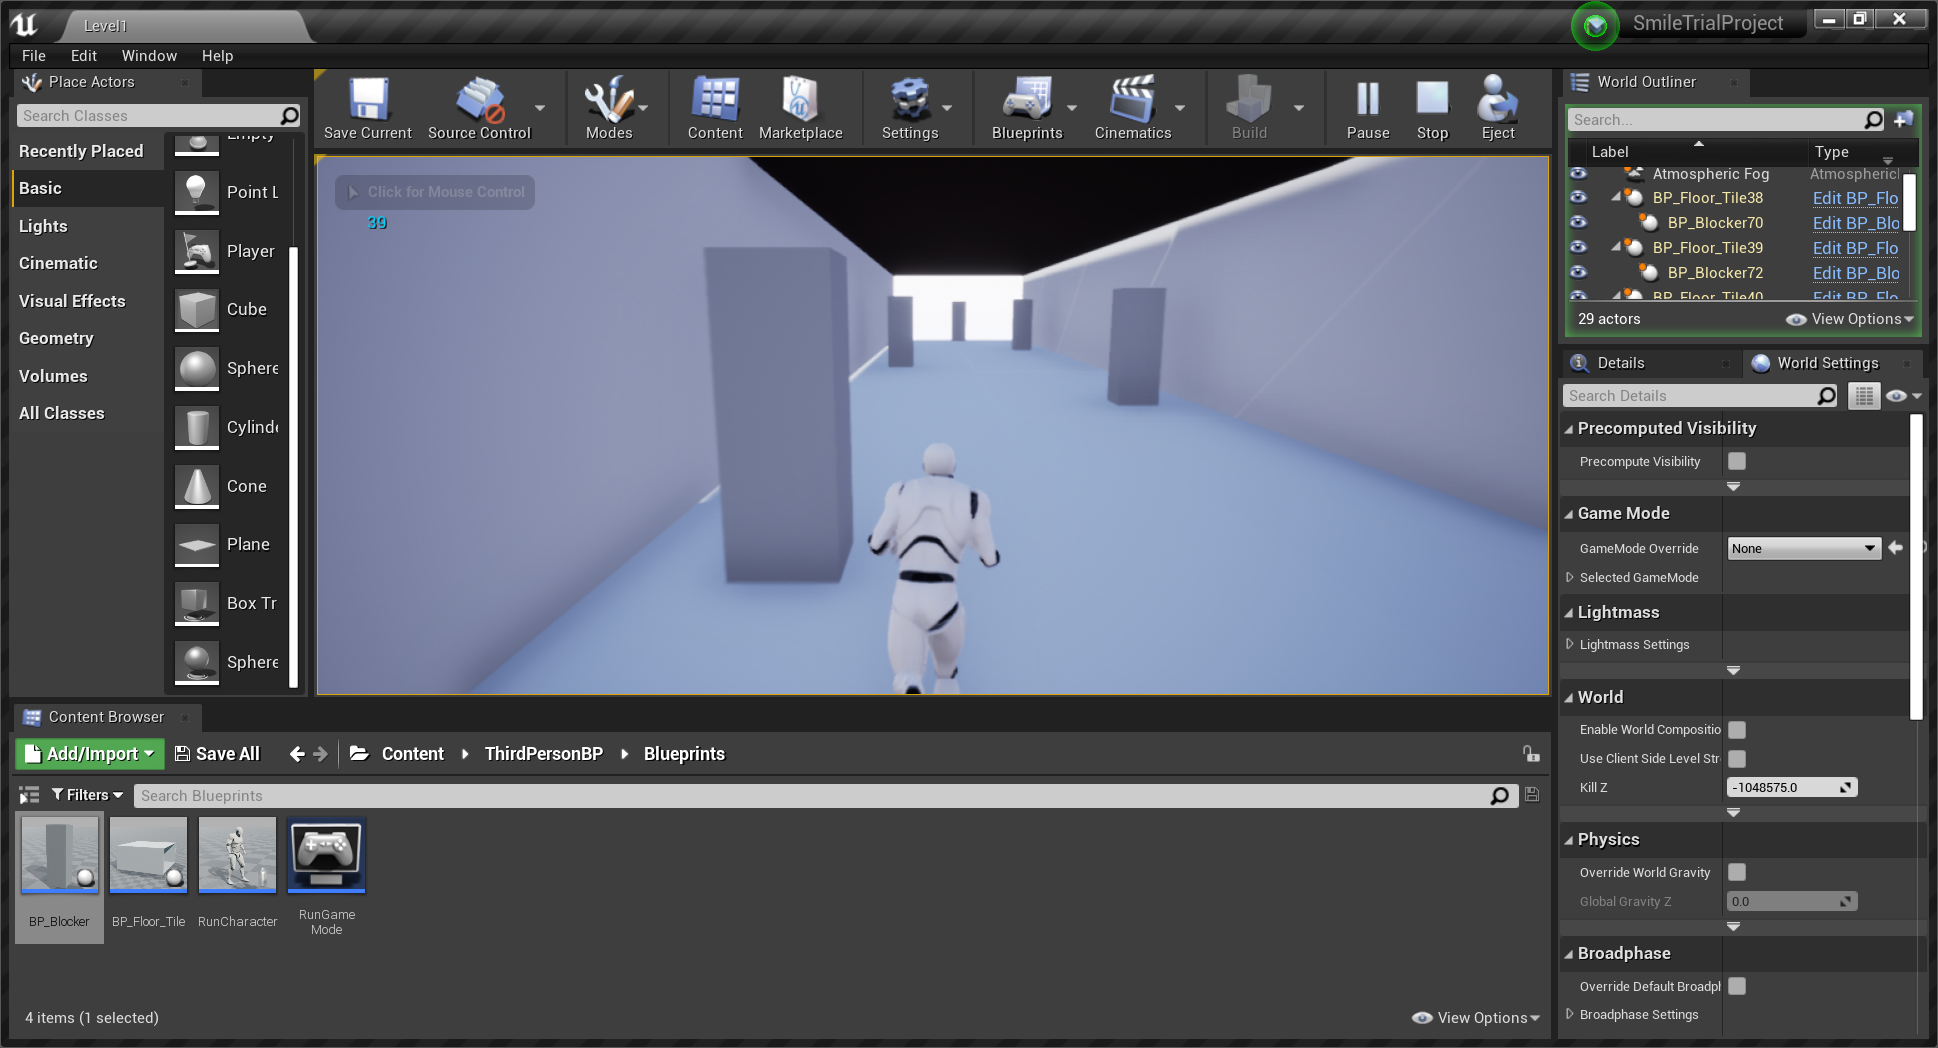 Level1
SmileTrialProject
File Edit Window Help
Place Actors
Search Classes
Recently Placed
Basic
Lights
Cinematic
Visual Effects
Geometry
Volumes
All Classes
Empty
Point L
Player
Cube
Sphere
Cylinde
Cone
Plane
Box Tr
Sphere
Save Current
Source Control
Modes
Content
Marketplace
Settings
Blueprints
Cinematics
Build
Pause
Stop
Eject
Click for Mouse Control
39
World Outliner
Search...
Label Type
Atmospheric Fog Atmospheric
BP_Floor_Tile38 Edit BP_Flo
BP_Blocker70 Edit BP_Blo
BP_Floor_Tile39 Edit BP_Flo
BP_Blocker72 Edit BP_Blo
BP_Floor_Tile40 Edit BP_Flo
29 actors
View Options
Details
World Settings
Search Details
Precomputed Visibility
Precompute Visibility
Game Mode
GameMode Override None
Selected GameMode
Lightmass
Lightmass Settings
World
Enable World Compositio
Use Client Side Level Str
Kill Z -1048575.0
Physics
Override World Gravity
Global Gravity Z 0.0
Broadphase
Override Default Broadpl
Broadphase Settings
Content Browser
Add/Import Save All Content ThirdPersonBP Blueprints
Filters Search Blueprints
BP_Blocker
BP_Floor_Tile
RunCharacter
RunGame
Mode
4 items (1 selected)
View Options